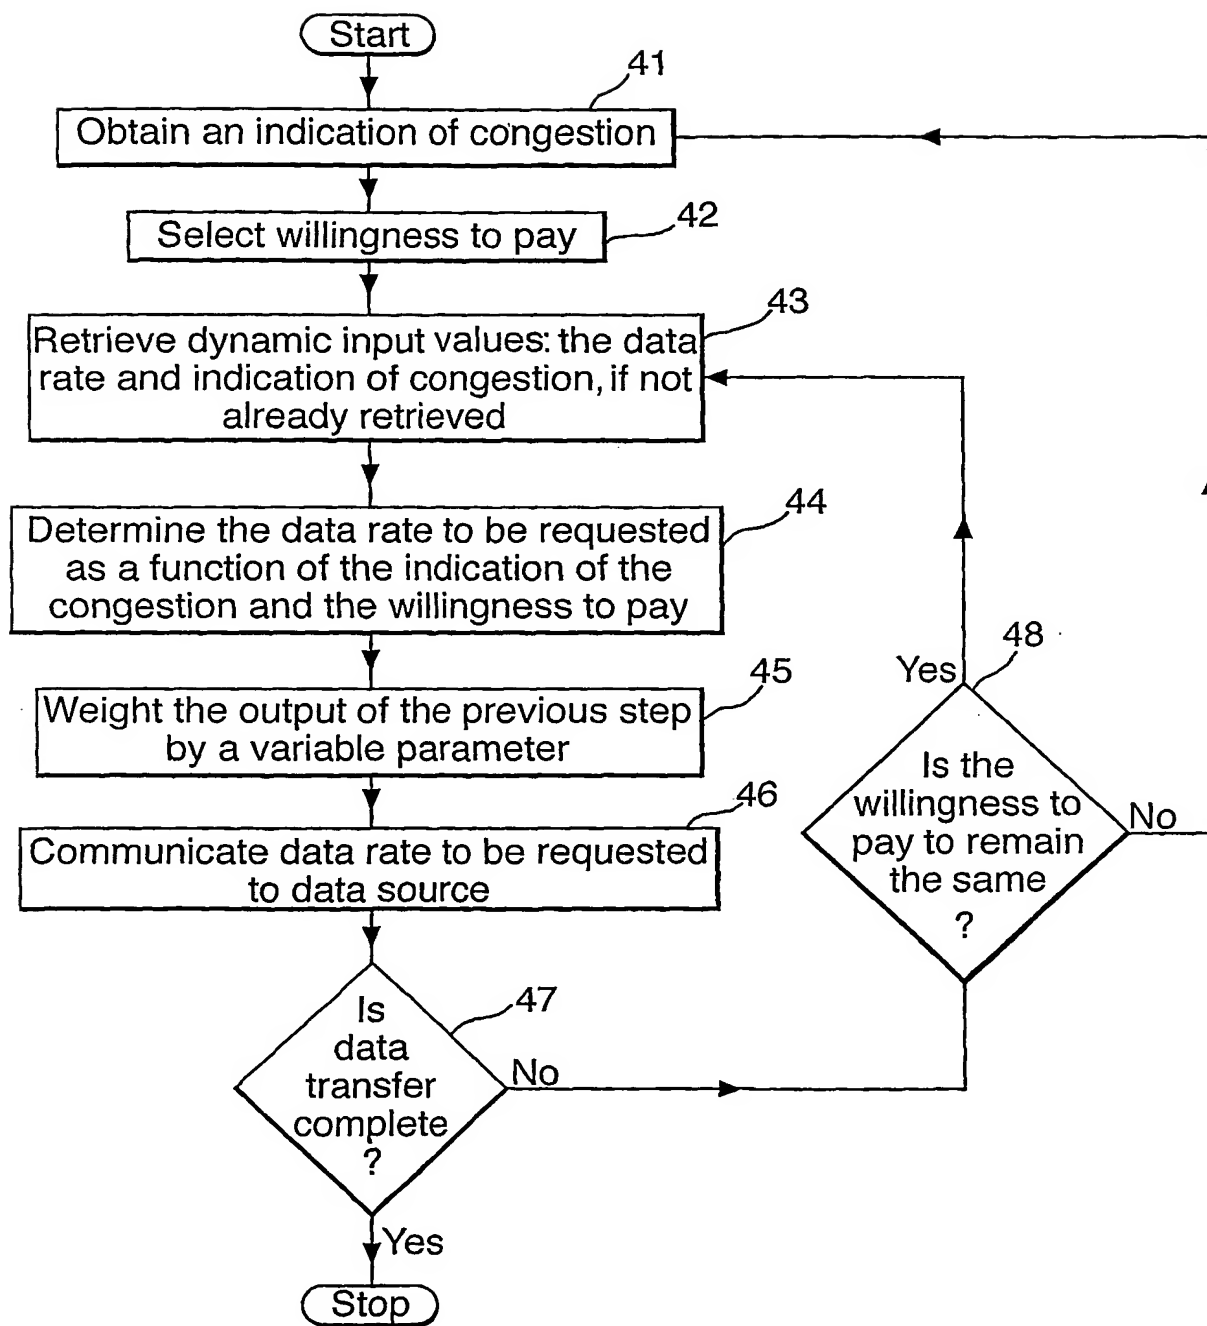 Start
41
Obtain an indication of congestion
42
Select willingness to pay
43
Retrieve dynamic input values: the data
rate and indication of congestion, if not
already retrieved
44
Determine the data rate to be requested
as a function of the indication of the
congestion and the willingness to pay
45
Weight the output of the previous step
by a variable parameter
46
Communicate data rate to be requested
to data source
47
Is
data
transfer
complete
?
No
Yes
Stop
48
Yes
Is the
willingness to
pay to remain
the same
?
No